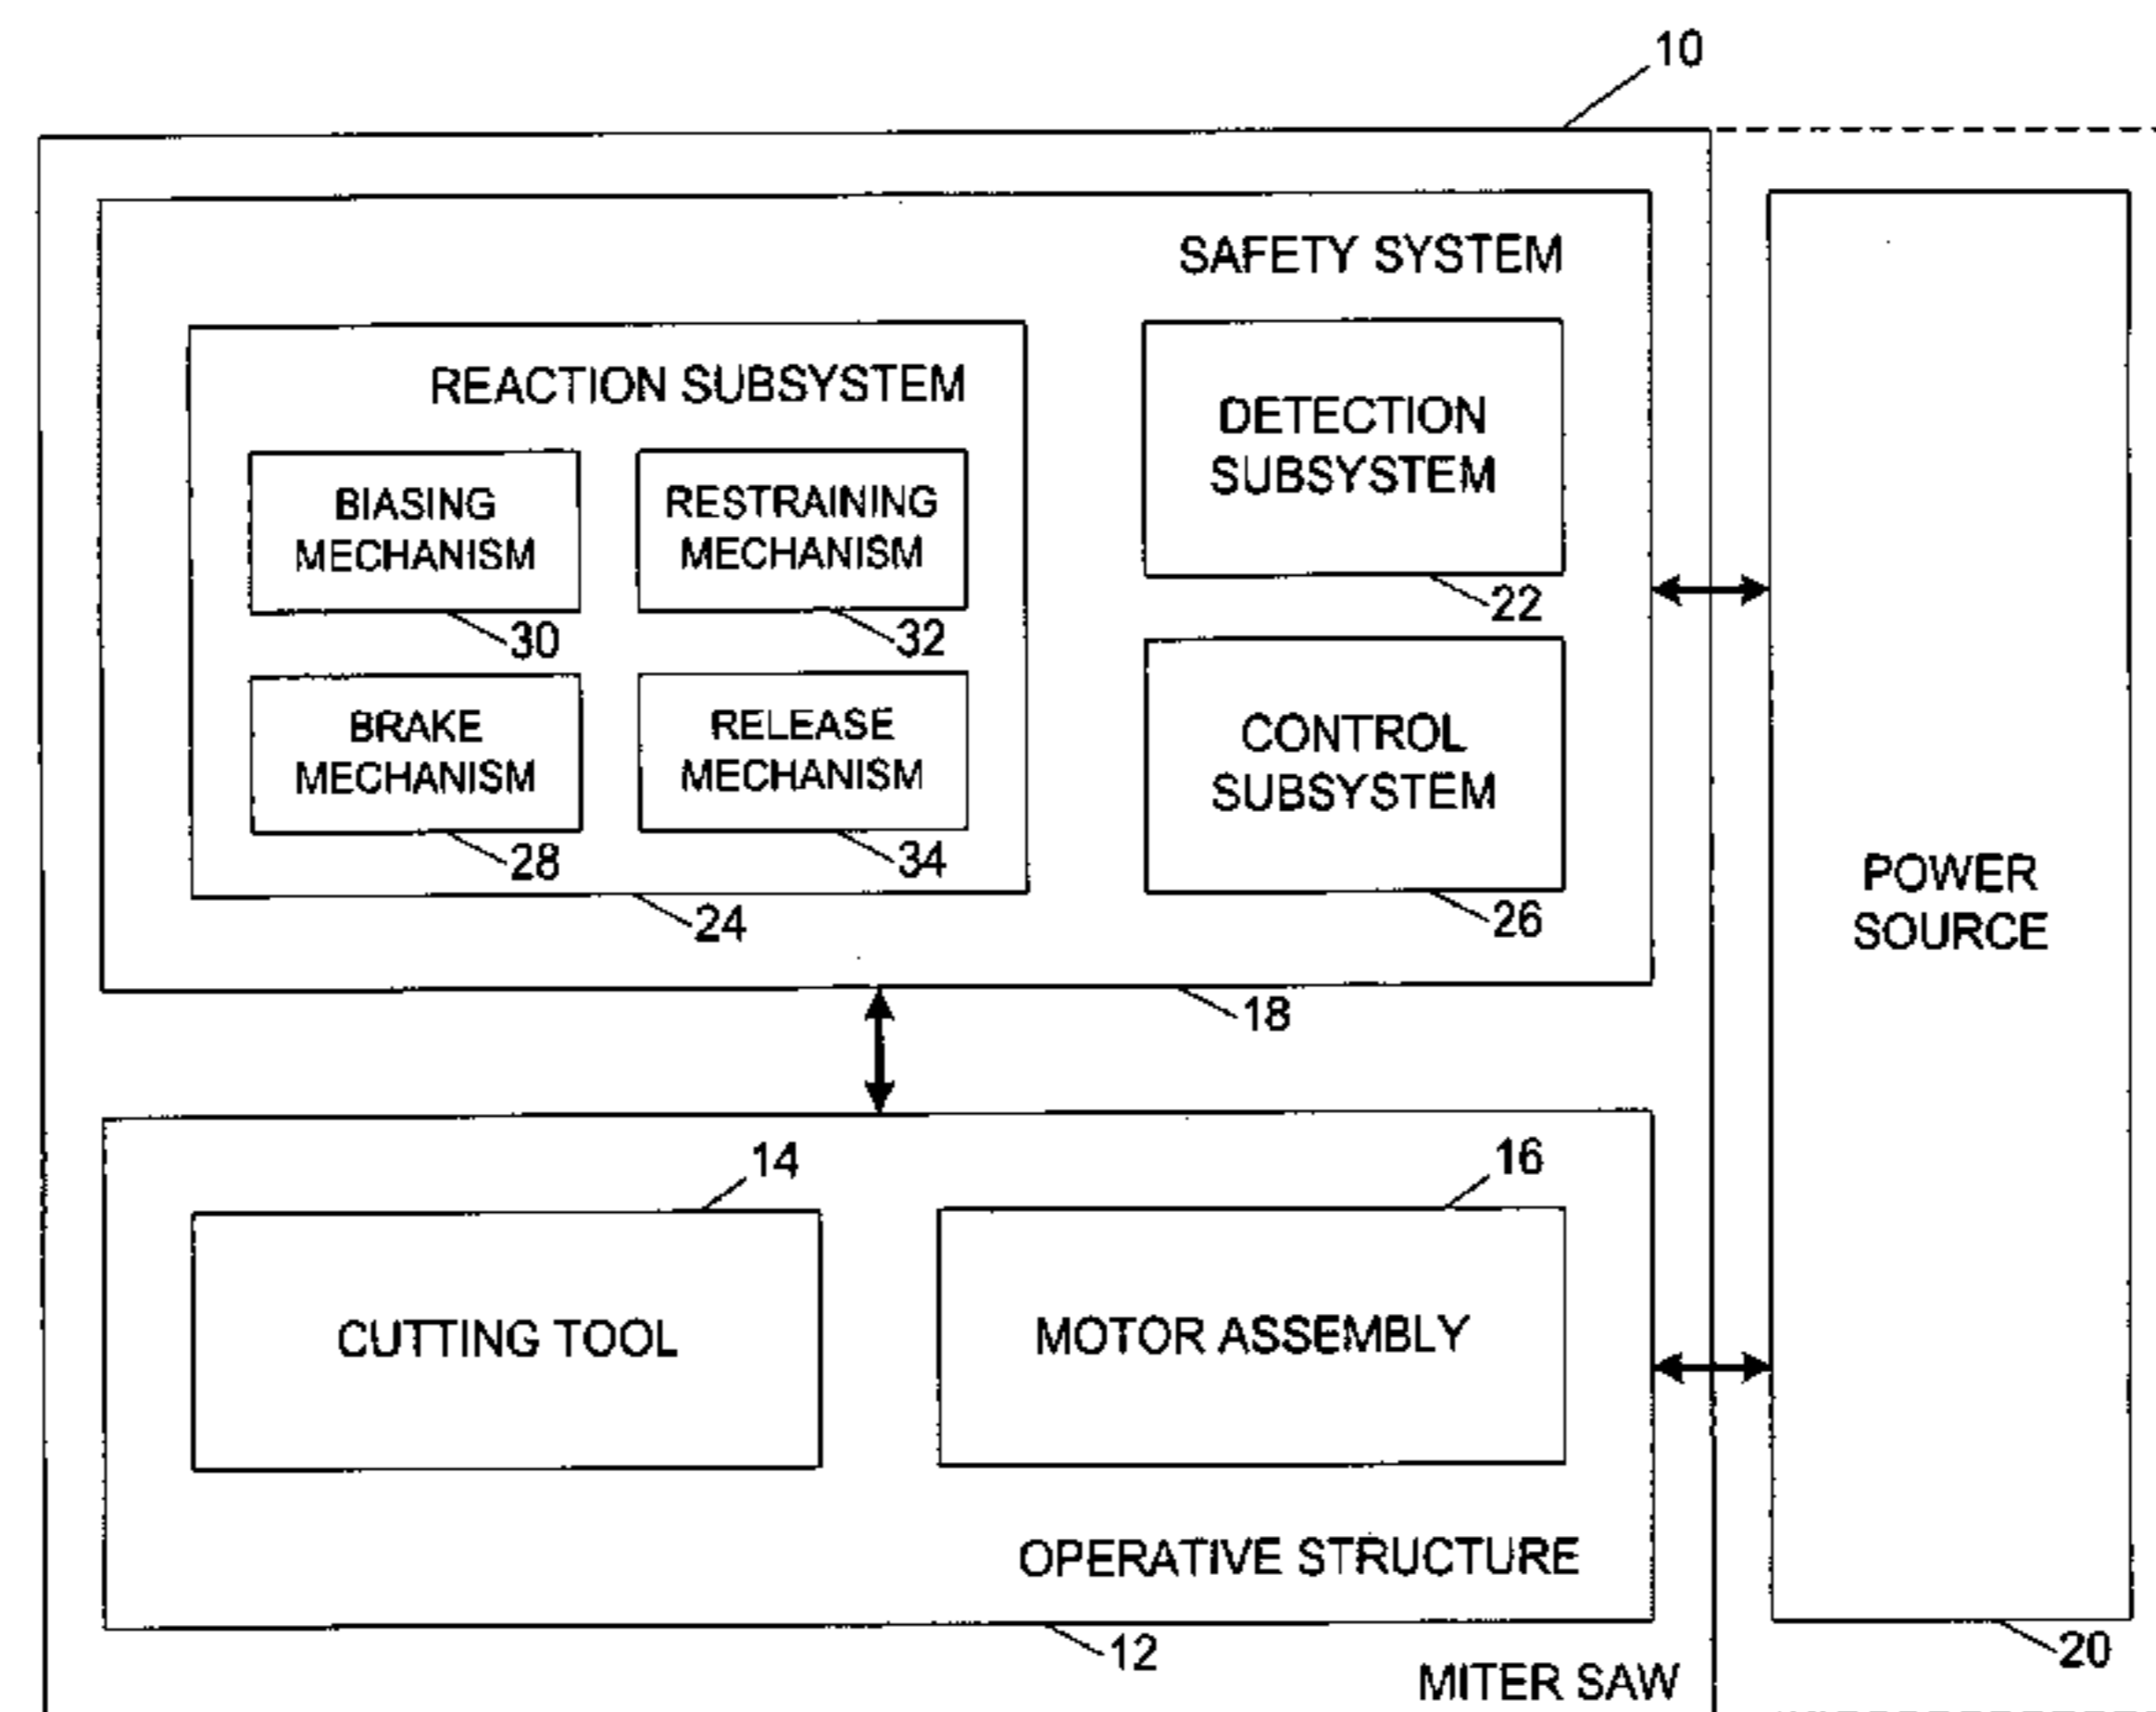 10
SAFETY SYSTEM
REACTION SUBSYSTEM
DETECTION
SUBSYSTEM
22
BIASING
MECHANISM
30
RESTRAINING
MECHANISM
32
BRAKE
MECHANISM
28
RELEASE
MECHANISM
34
24
CONTROL
SUBSYSTEM
26
18
POWER
SOURCE
20
14
CUTTING TOOL
16
MOTOR ASSEMBLY
OPERATIVE STRUCTURE
12
MITER SAW